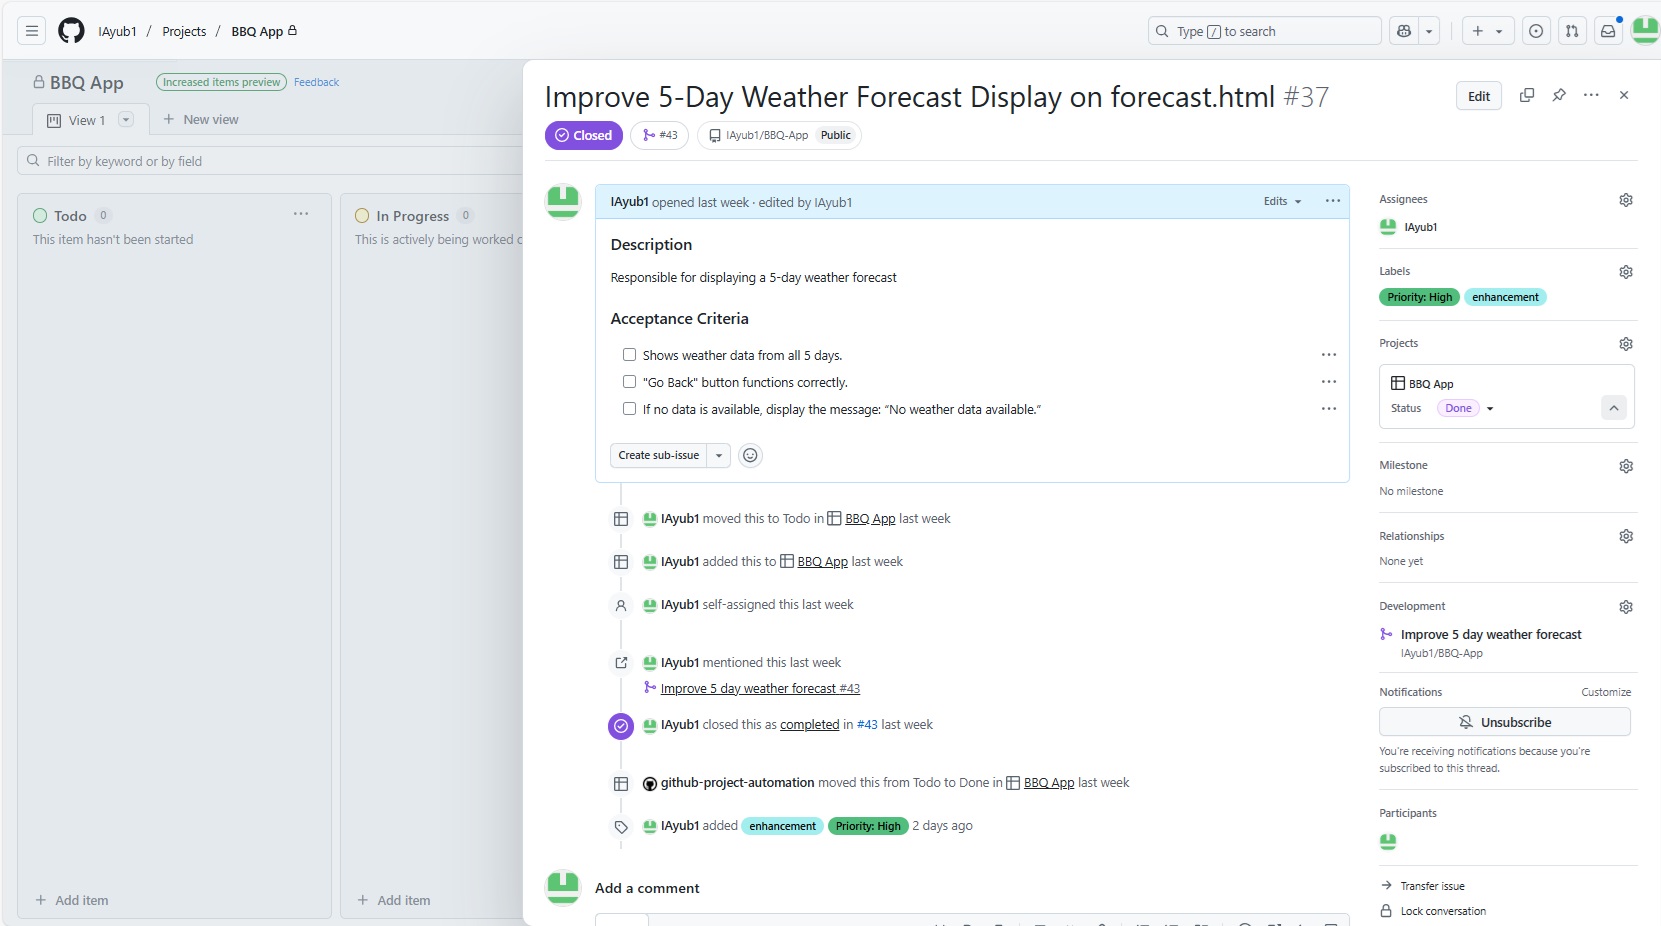 IAyub1 / Projects / BBQ App
Type / to search
BBQ App
Increased items preview
Feedback
View 1
New view
Filter by keyword or by field
Todo 0
This item hasn't been started
Add item
In Progress 0
This is actively being worked
Add item
Improve 5-Day Weather Forecast Display on forecast.html #37
Edit
Closed
#43
IAyub1/BBQ-App Public
IAyub1 opened last week · edited by IAyub1
Edits
Description
Responsible for displaying a 5-day weather forecast
Acceptance Criteria
Shows weather data from all 5 days.
"Go Back" button functions correctly.
If no data is available, display the message: “No weather data available.”
Create sub-issue
IAyub1 moved this to Todo in BBQ App last week
IAyub1 added this to BBQ App last week
IAyub1 self-assigned this last week
IAyub1 mentioned this last week
Improve 5 day weather forecast #43
IAyub1 closed this as completed in #43 last week
github-project-automation moved this from Todo to Done in BBQ App last week
IAyub1 added enhancement Priority: High 2 days ago
Add a comment
Assignees
IAyub1
Labels
Priority: High enhancement
Projects
BBQ App
Status Done
Milestone
No milestone
Relationships
None yet
Development
Improve 5 day weather forecast
IAyub1/BBQ-App
Notifications Customize
Unsubscribe
You're receiving notifications because you're
subscribed to this thread.
Participants
Transfer issue
Lock conversation